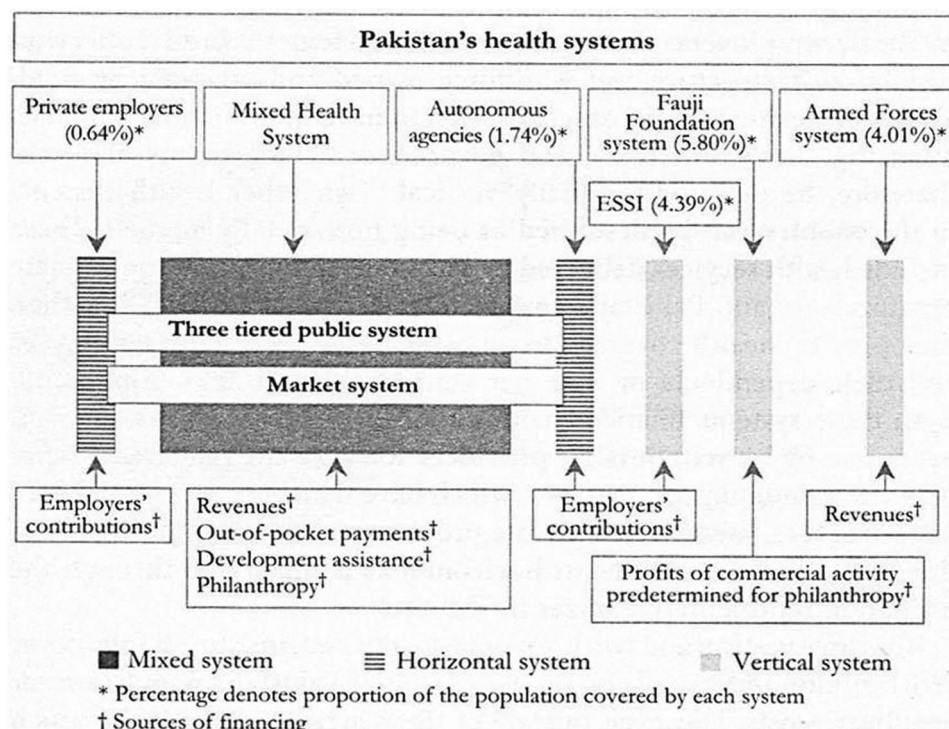 Pakistan's health systems
Private employers
(0.64%)*
Mixed Health
System
Autonomous
agencies (1.74%)*
Fauji
Foundation
system (5.80%)*
Armed Forces
system (4.01%)*
ESSI (4.39%)*
Three tiered public system
Market system
Employers'
contributions†
Revenues†
Out-of-pocket payments†
Development assistance†
Philanthropy†
Employers'
contributions†
Revenues†
Profits of commercial activity
predetermined for philanthropy†
Mixed system
Horizontal system
Vertical system
* Percentage denotes proportion of the population serviced by each system
† Sources of financing